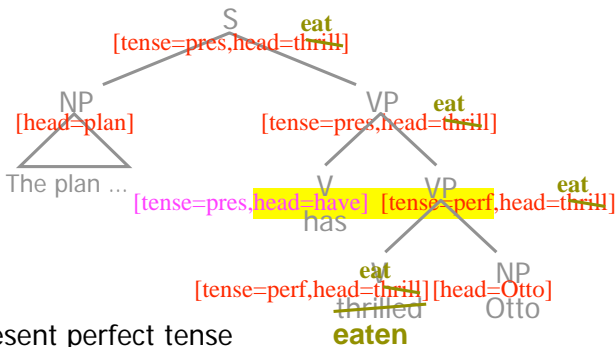 S eat
[tense=pres,head=thrill]
NP VP eat
[head=plan] [tense=pres,head=thrill]
The plan ... V VP eat
[tense=pres,head=have] [tense=perf,head=thrill]
has
V eat NP
[tense=perf,head=thrill] [head=Otto]
thrilled Otto
esent perfect tense eaten